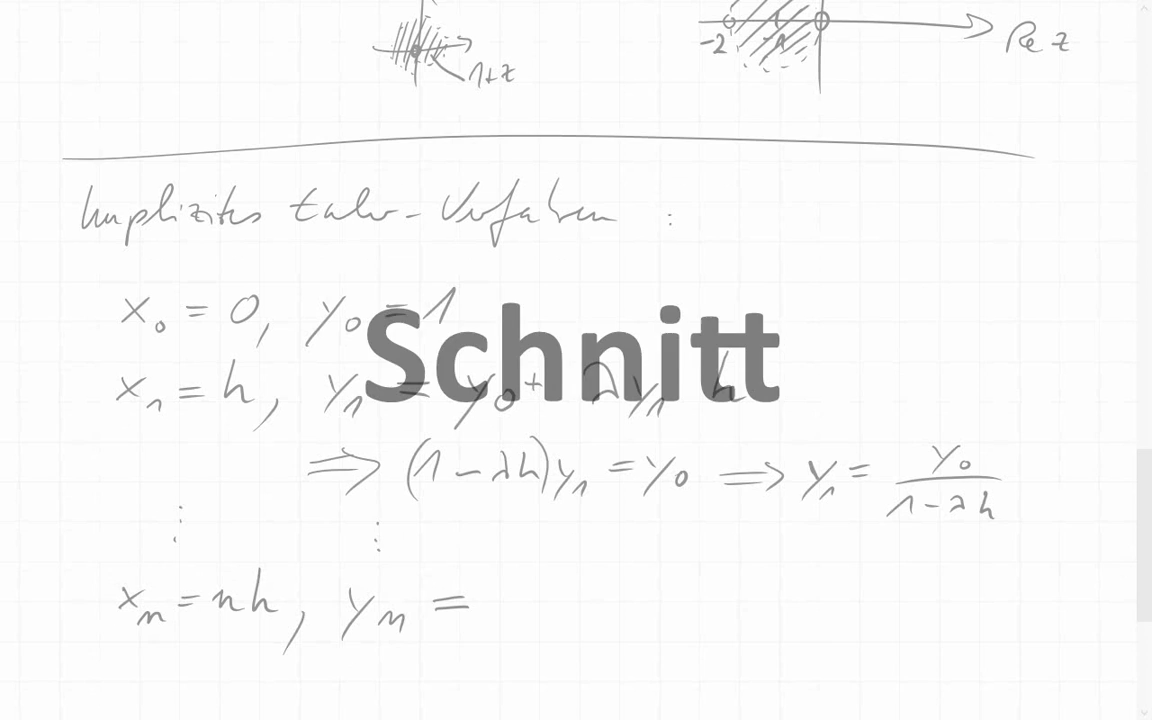 -2 -1 Re z
1+z
Implizites Euler-Verfahren :
x₀ = 0, y₀ = 1
Schnitt
x₁ = h, y₁ = y₀ + λ y₁ h
⟹ (1 - λh) y₁ = y₀ ⟹ y₁ = y₀ / (1 - λh)
⋮ ⋮
xₙ = nh, yₙ =